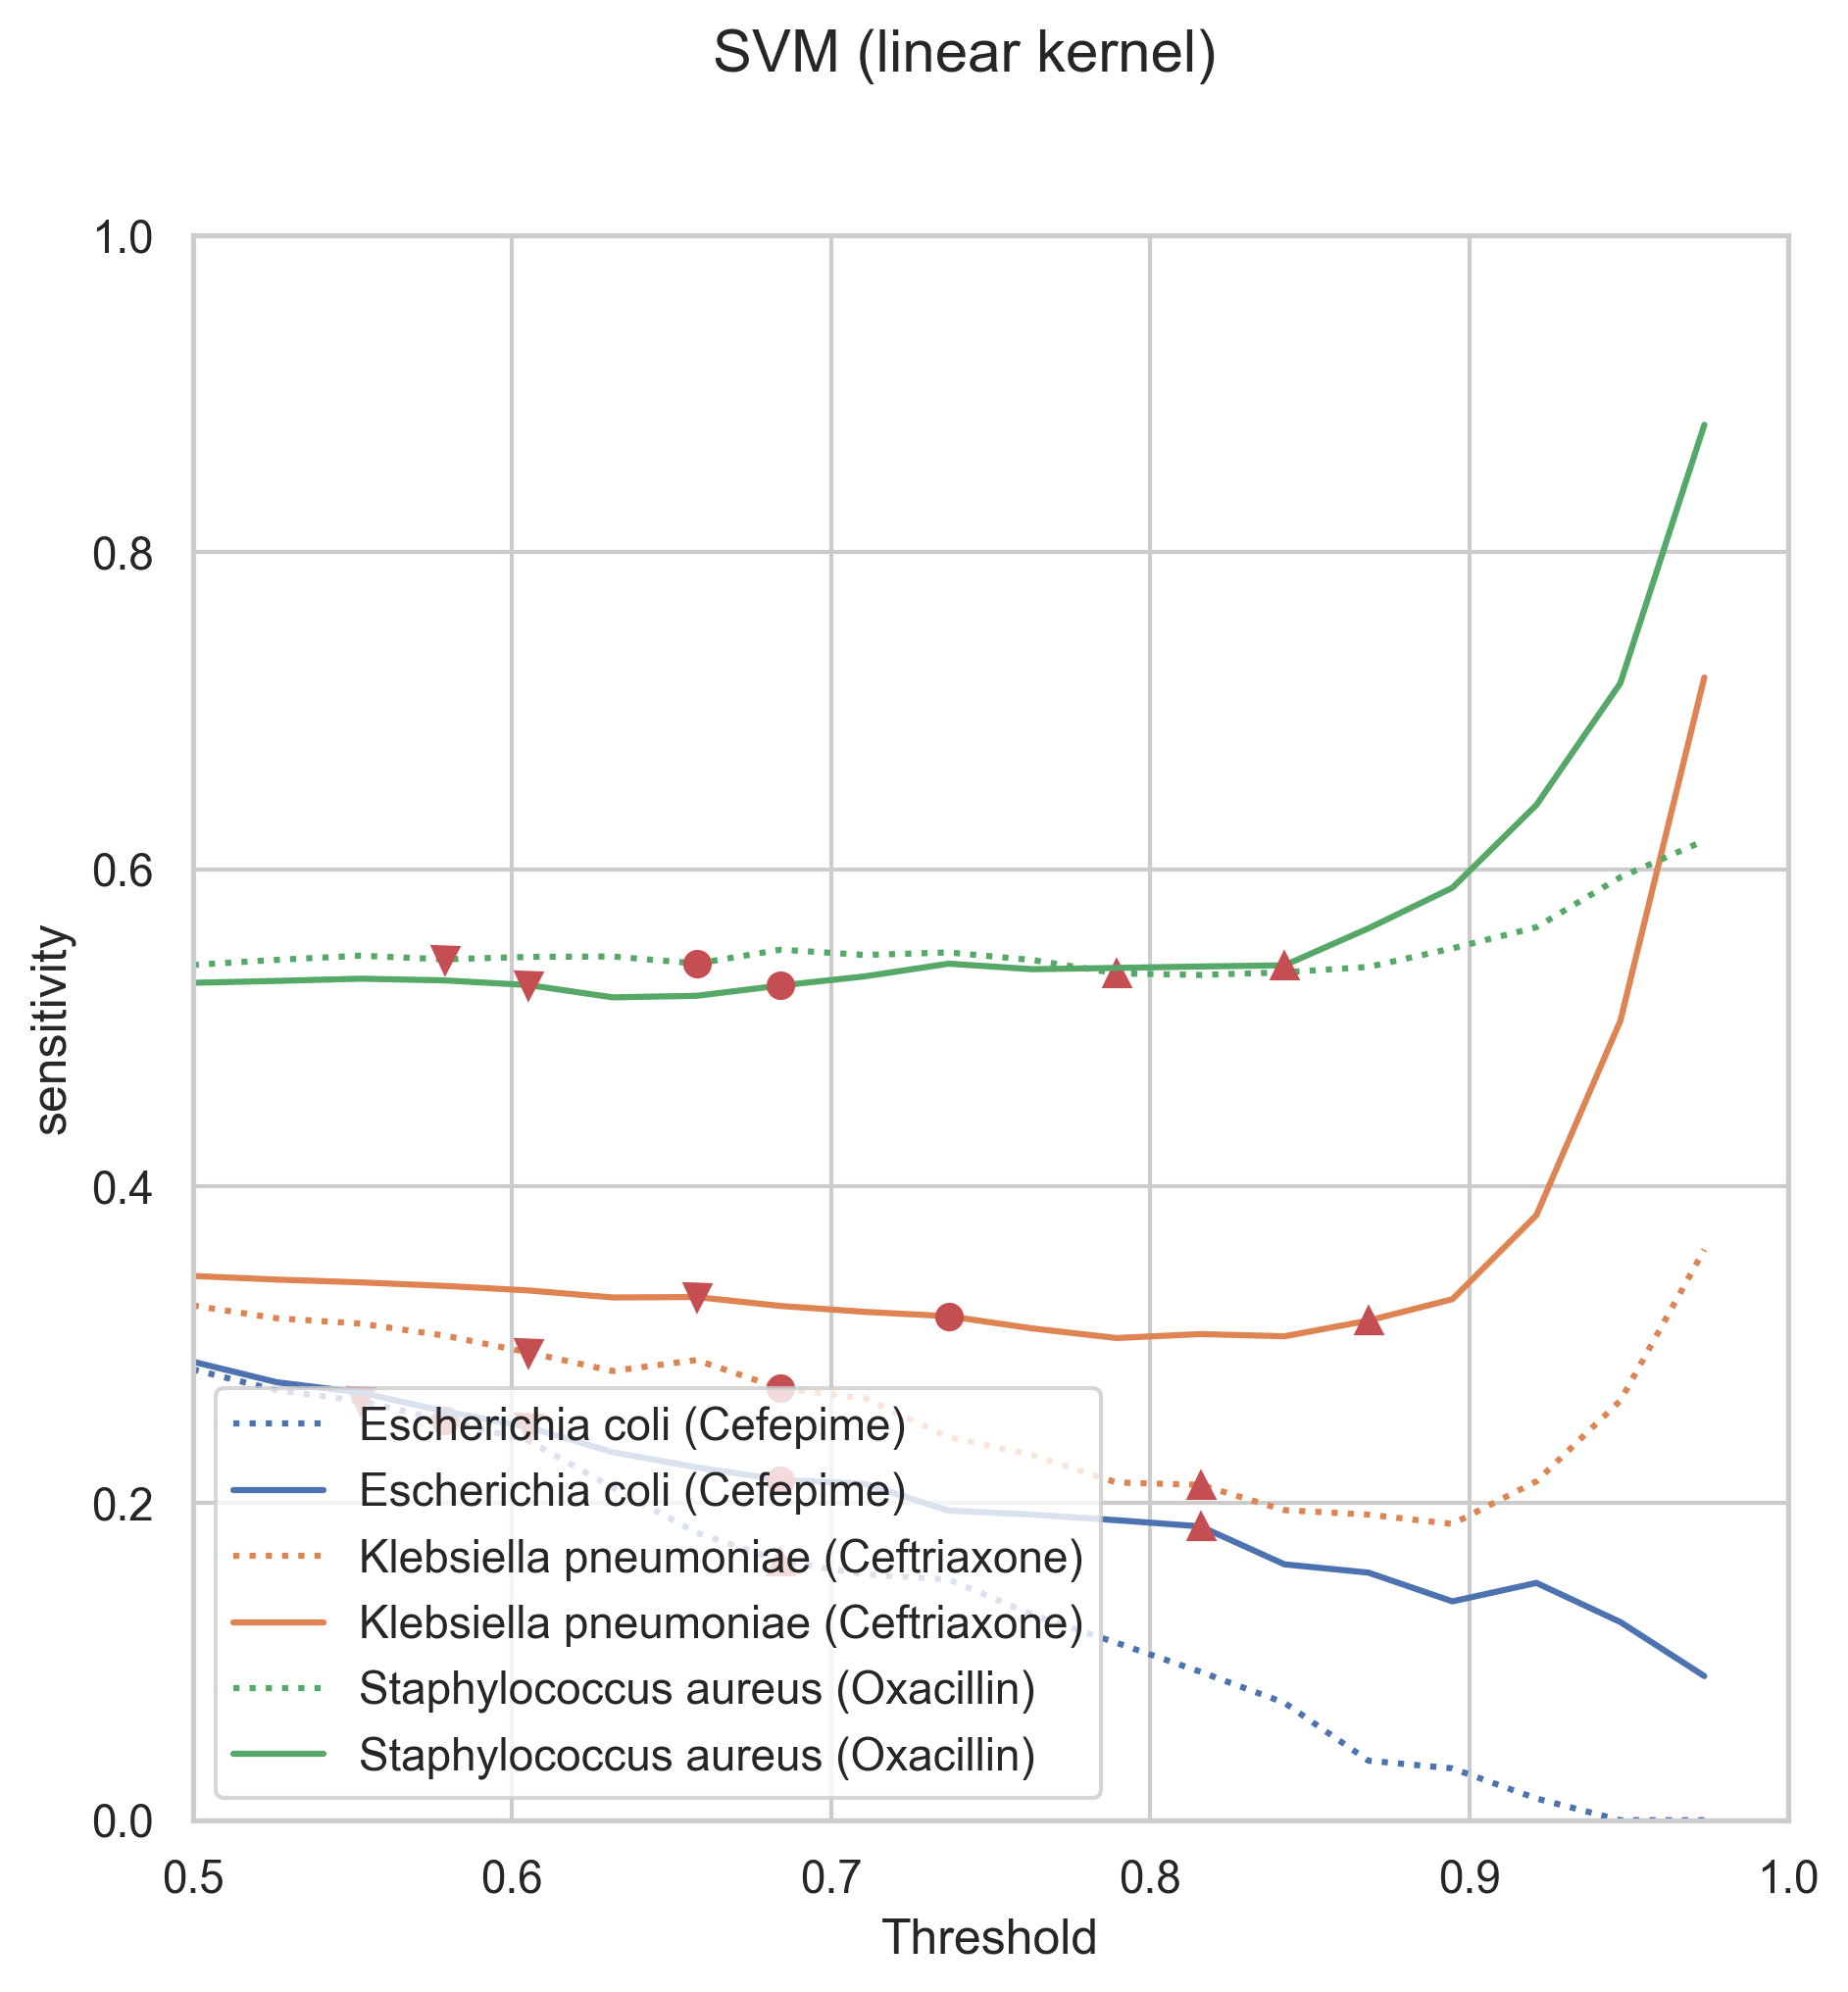 SVM (linear kernel)
1.0
0.8
0.6
0.4
0.2
0.0
sensitivity
Escherichia coli (Cefepime)
Escherichia coli (Cefepime)
Klebsiella pneumoniae (Ceftriaxone)
Klebsiella pneumoniae (Ceftriaxone)
Staphylococcus aureus (Oxacillin)
Staphylococcus aureus (Oxacillin)
0.5 0.6 0.7 0.8 0.9 1.0
Threshold